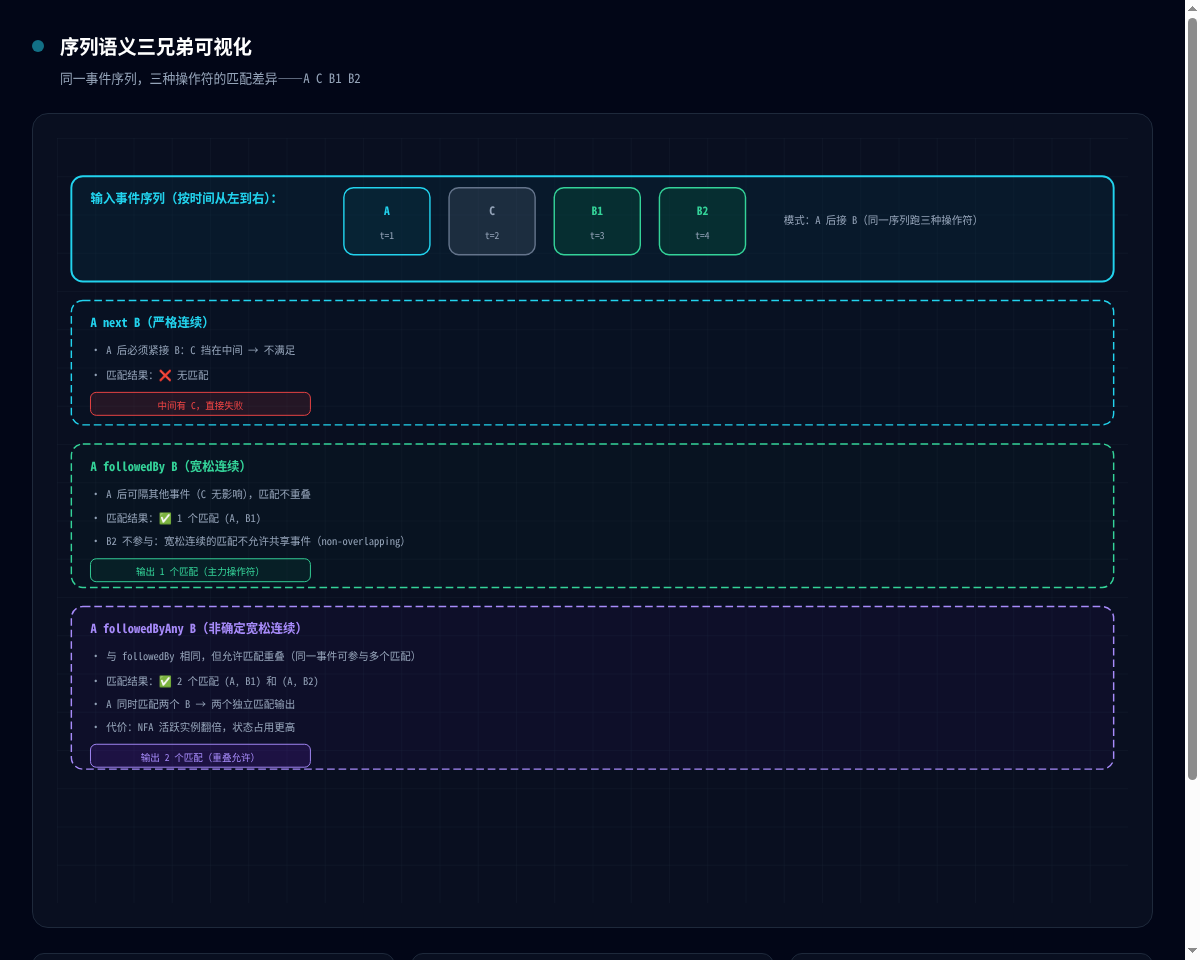 序列语义三兄弟可视化
同一事件序列，三种操作符的匹配差异——A C B1 B2
输入事件序列（按时间从左到右）：
A
t=1
C
t=2
B1
t=3
B2
t=4
模式：A 后接 B（同一序列跑三种操作符）
A next B（严格连续）
• A 后必须紧接 B：C 挡在中间 → 不满足
• 匹配结果：❌ 无匹配
中间有 C，直接失败
A followedBy B（宽松连续）
• A 后可隔其他事件（C 无影响），匹配不重叠
• 匹配结果：✅ 1 个匹配（A, B1）
• B2 不参与：宽松连续的匹配不允许共享事件（non-overlapping）
输出 1 个匹配（主力操作符）
A followedByAny B（非确定宽松连续）
• 与 followedBy 相同，但允许匹配重叠（同一事件可参与多个匹配）
• 匹配结果：✅ 2 个匹配（A, B1）和（A, B2）
• A 同时匹配两个 B → 两个独立匹配输出
• 代价：NFA 活跃实例翻倍，状态占用更高
输出 2 个匹配（重叠允许）